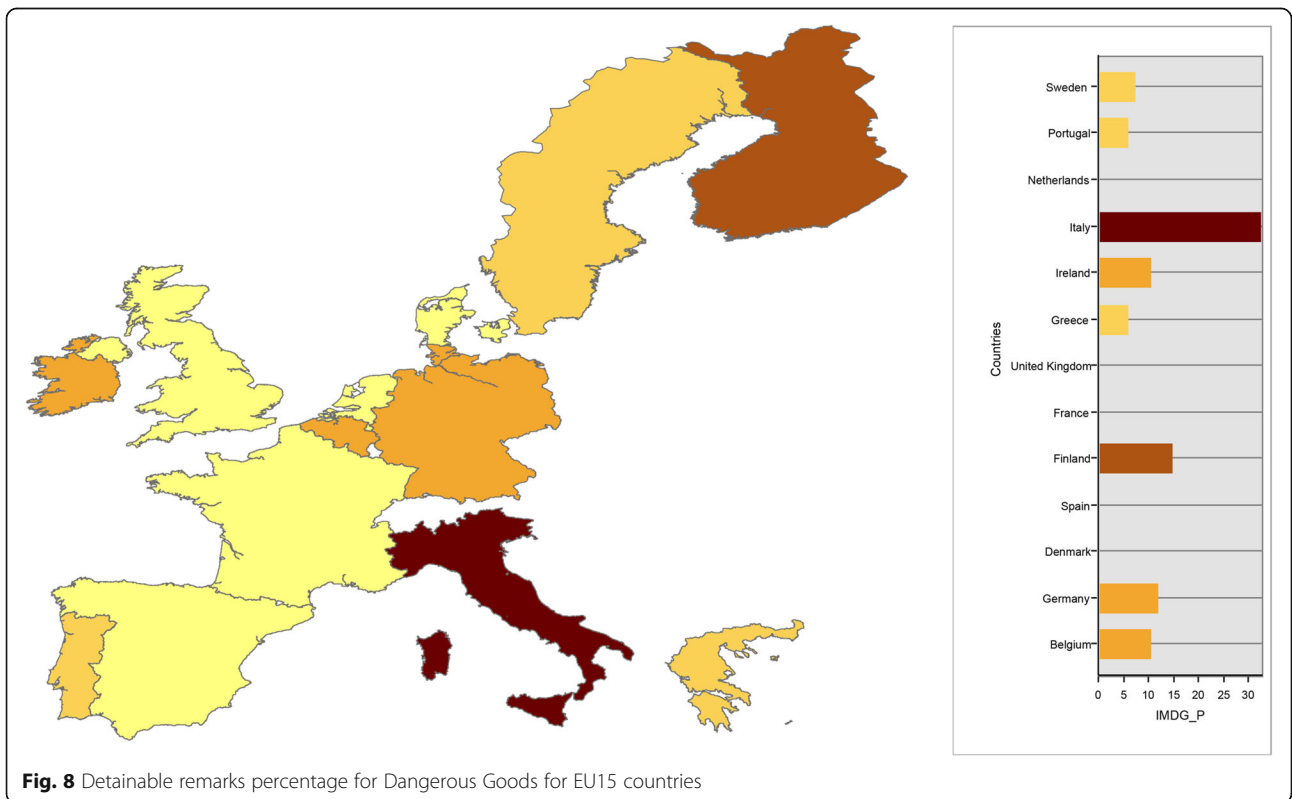 Sweden
Portugal
Netherlands
Italy
Ireland
Greece
United Kingdom
France
Finland
Spain
Denmark
Germany
Belgium
Countries
0 5 10 15 20 25 30
IMDG_P
Fig. 8 Detainable remarks percentage for Dangerous Goods for EU15 countries